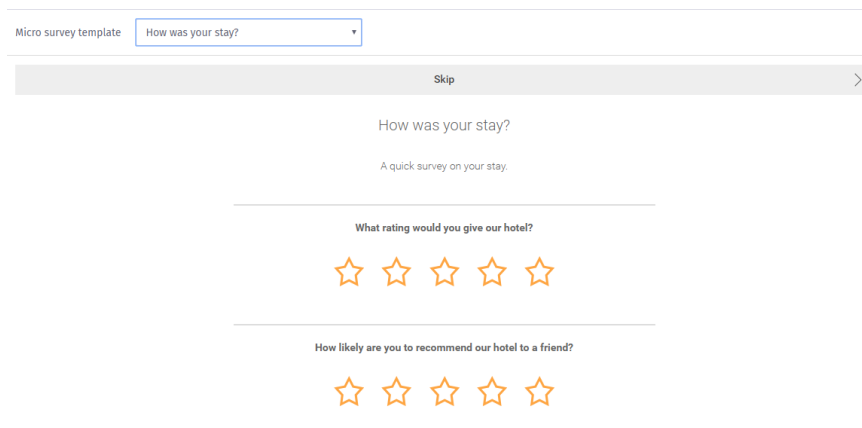 Micro survey template How was your stay?
Skip
How was your stay?
A quick survey on your stay.
What rating would you give our hotel?
How likely are you to recommend our hotel to a friend?